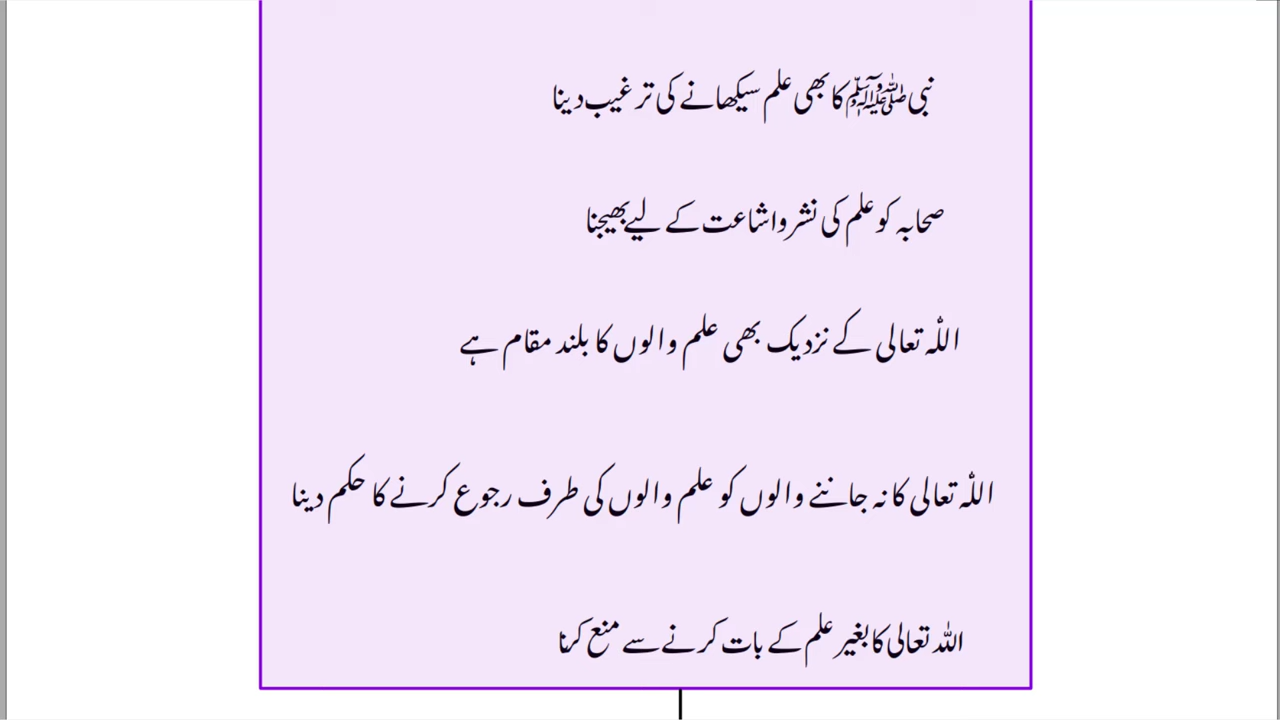 نبی ﷺ کا بھی علم سیکھانے کی ترغیب دینا
صحابہ کو علم کی نشر واشاعت کے لیے بھیجنا
اللہ تعالی کے نزدیک بھی علم والوں کا بلند مقام ہے
اللہ تعالی کا نہ جاننے والوں کو علم والوں کی طرف رجوع کرنے کا حکم دینا
اللہ تعالی کا بغیر علم کے بات کرنے سے منع کرنا